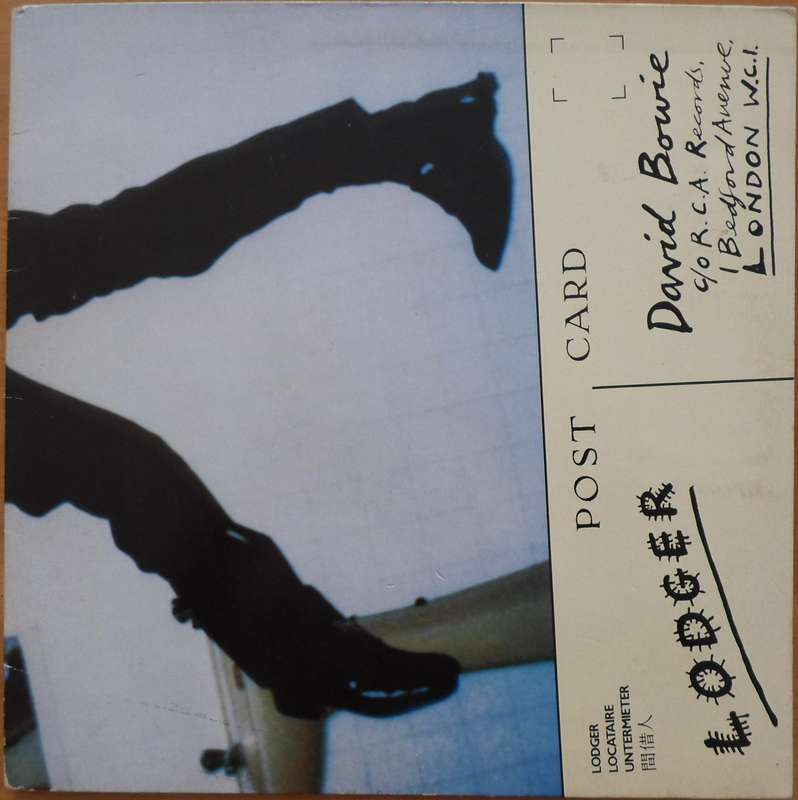 POST CARD
David Bowie
c/o R.C.A. Records,
1 Bedford Avenue,
LONDON W.C.1.
LODGER
LODGER
LOCATAIRE
UNTERMIETER
間借人